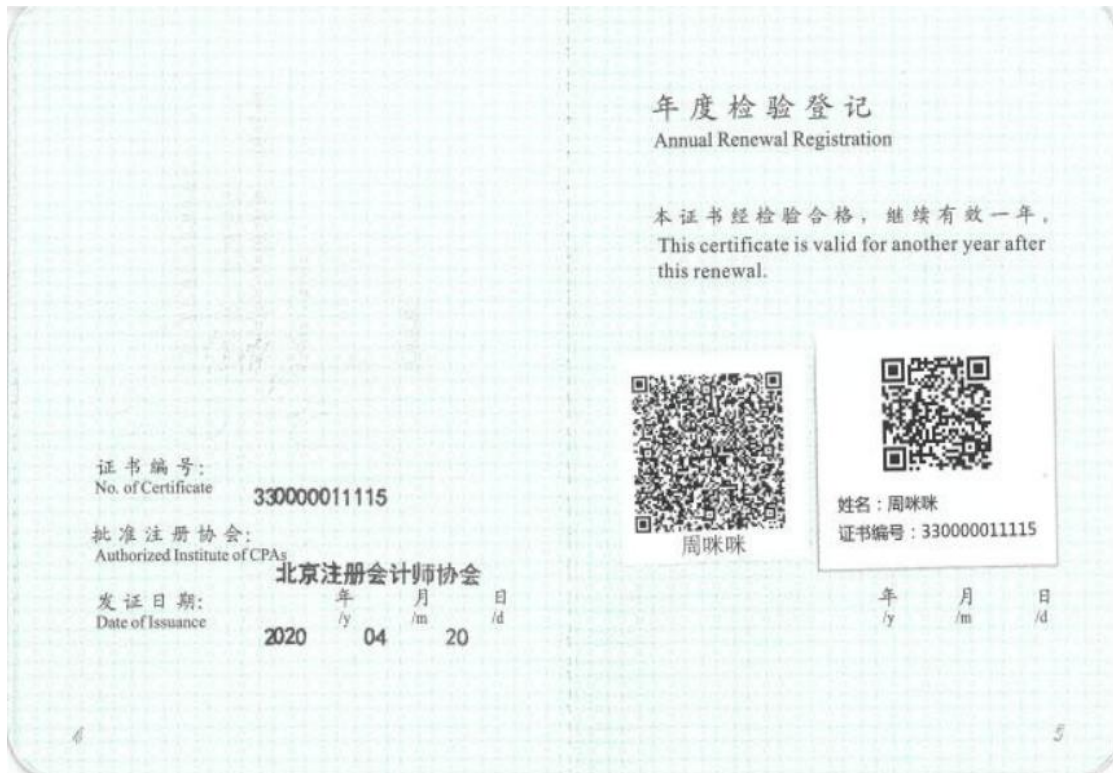 证书编号:
No. of Certificate
330000011115
批准注册协会:
Authorized Institute of CPAs
北京注册会计师协会
发证日期:
Date of Issuance
年 月 日
/y /m /d
2020 04 20
年度检验登记
Annual Renewal Registration
本证书经检验合格，继续有效一年。
This certificate is valid for another year after
this renewal.
周咪咪
姓名：周咪咪
证书编号：330000011115
年 月 日
/y /m /d
5